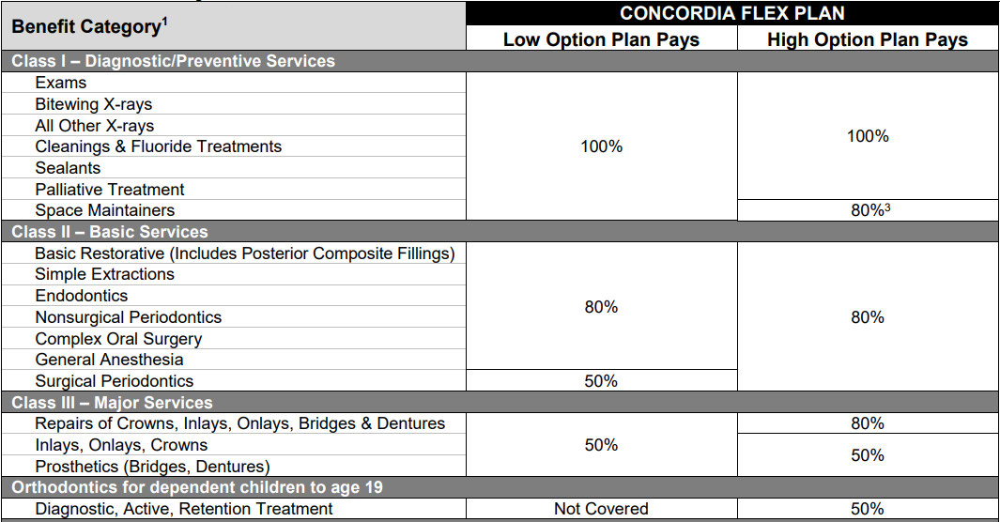 Benefit Category1
CONCORDIA FLEX PLAN
Low Option Plan Pays
High Option Plan Pays
Class I – Diagnostic/Preventive Services
Exams
Bitewing X-rays
All Other X-rays
Cleanings & Fluoride Treatments
Sealants
Palliative Treatment
Space Maintainers
100%
100%
80%3
Class II – Basic Services
Basic Restorative (Includes Posterior Composite Fillings)
Simple Extractions
Endodontics
Nonsurgical Periodontics
Complex Oral Surgery
General Anesthesia
Surgical Periodontics
80%
50%
80%
Class III – Major Services
Repairs of Crowns, Inlays, Onlays, Bridges & Dentures
Inlays, Onlays, Crowns
Prosthetics (Bridges, Dentures)
50%
80%
50%
Orthodontics for dependent children to age 19
Diagnostic, Active, Retention Treatment
Not Covered
50%